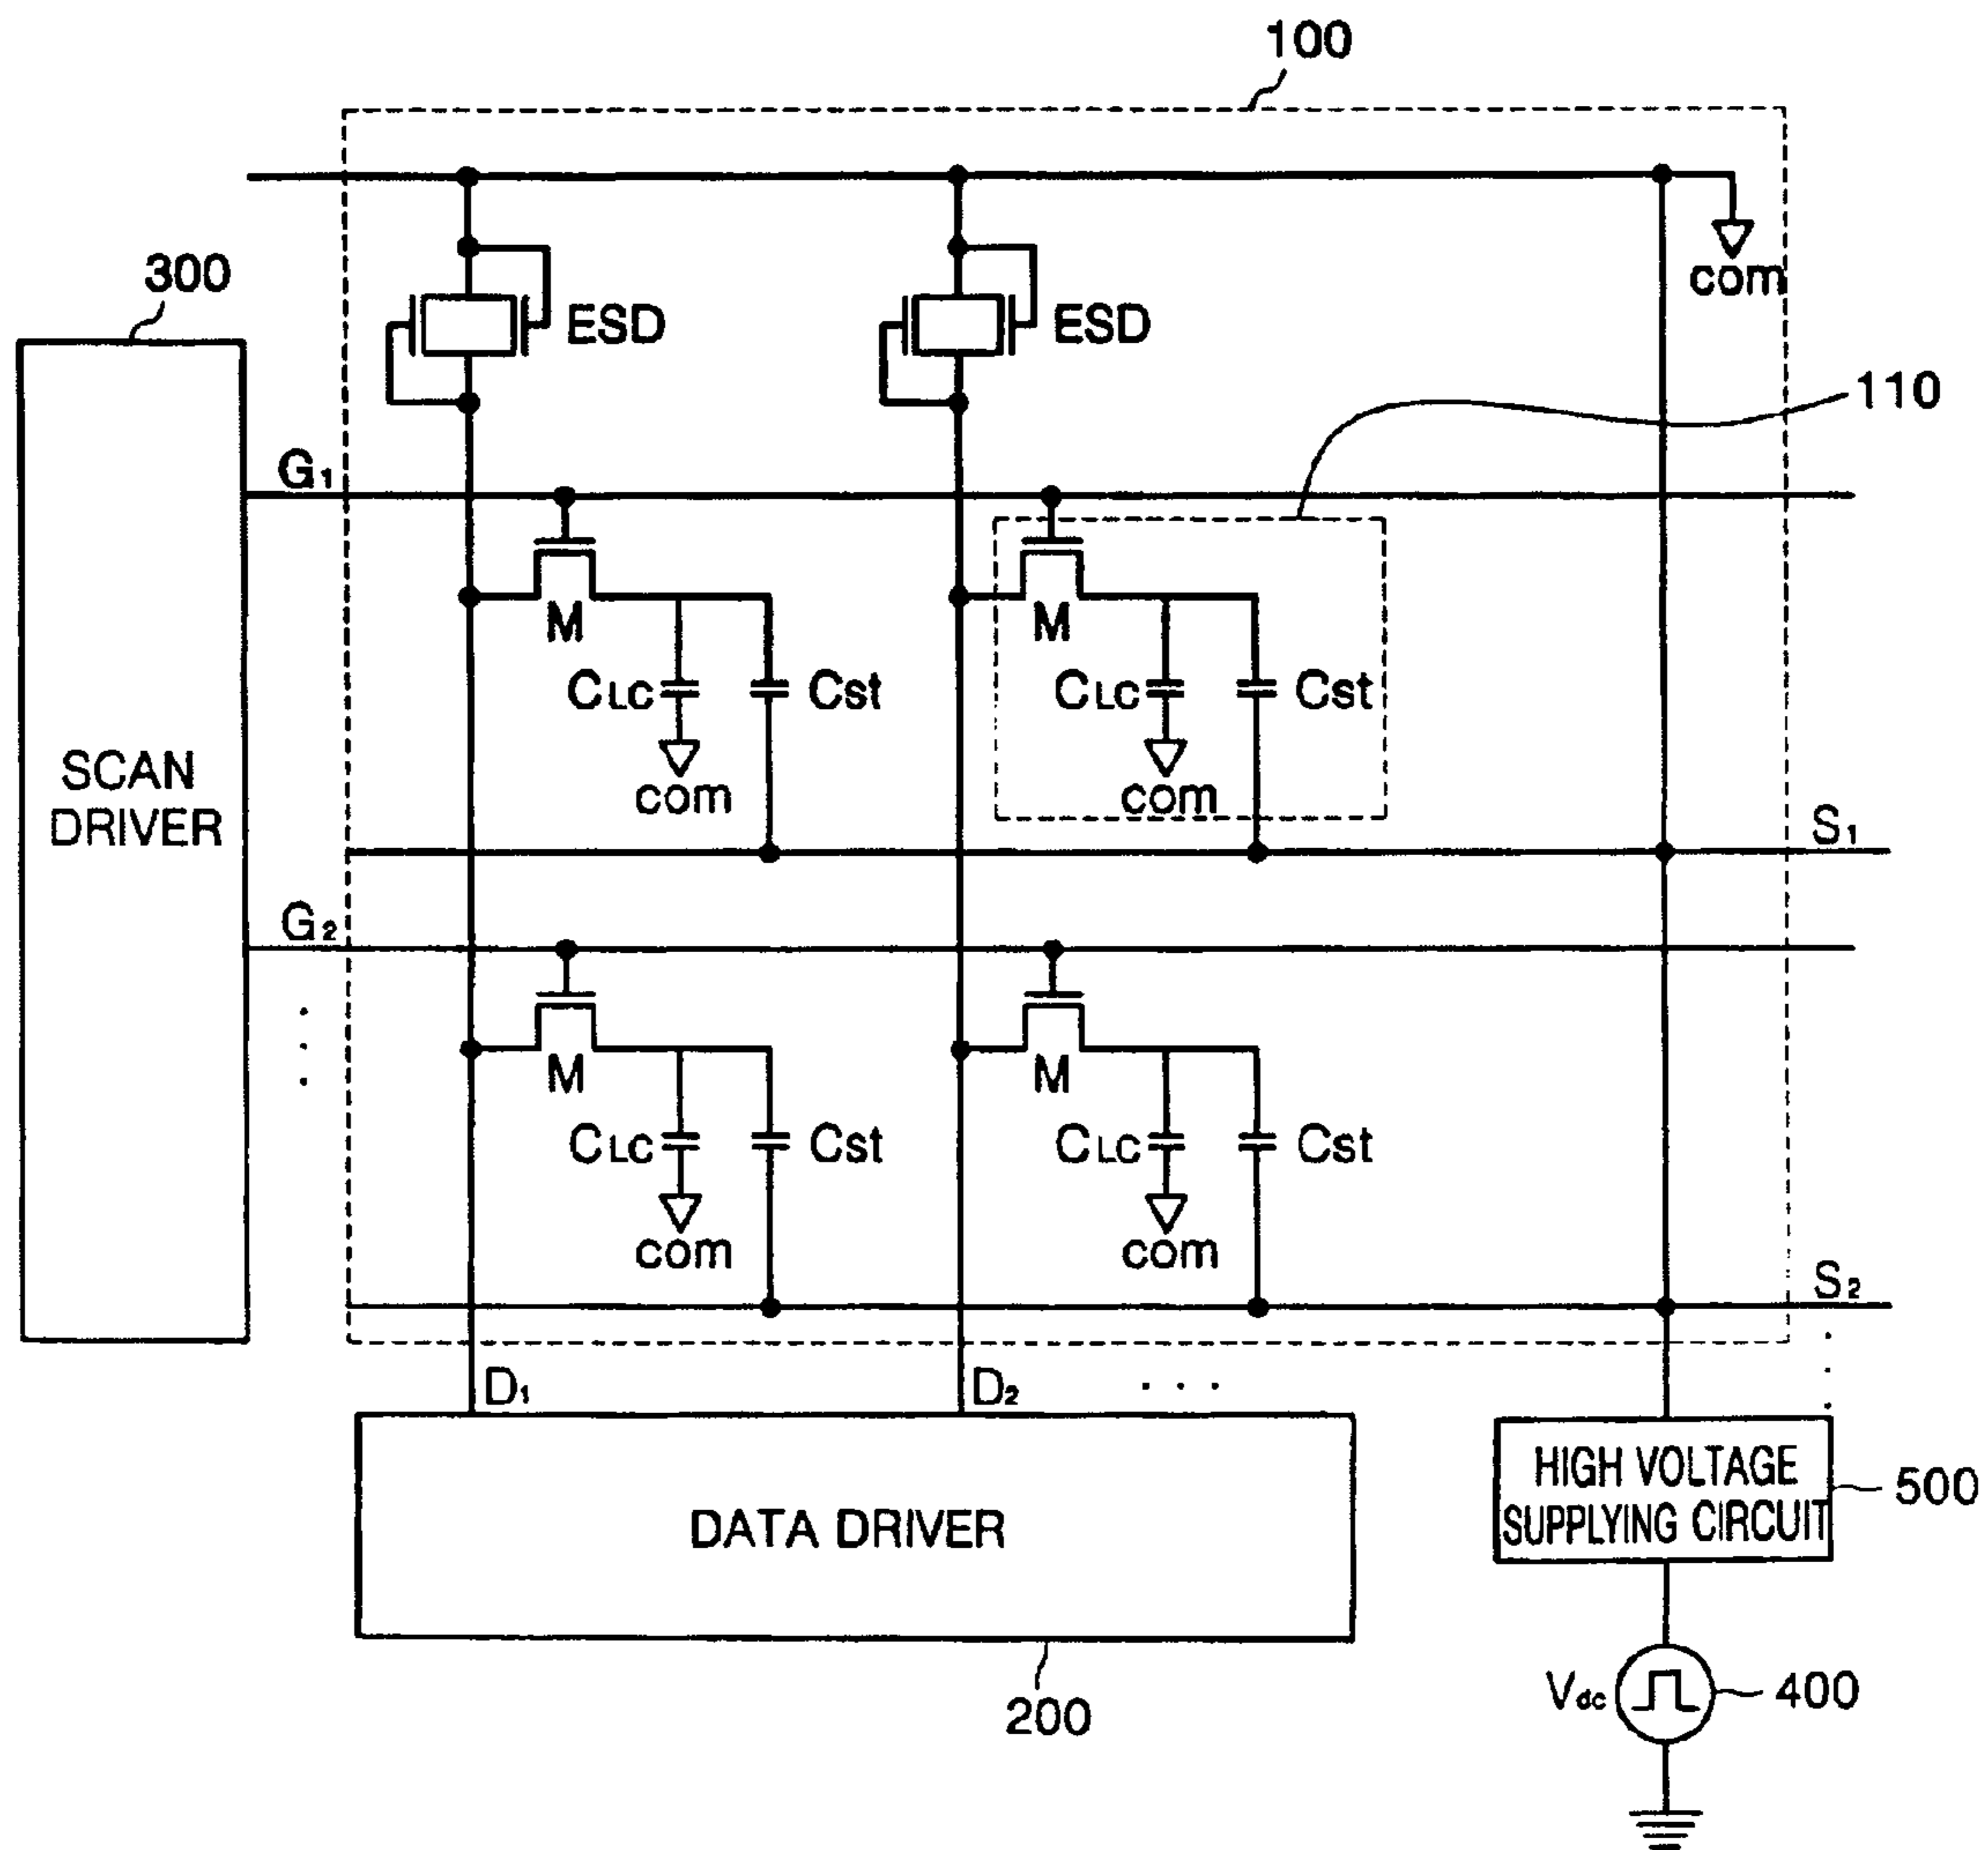 100
300
com
ESD ESD
110
G1
M M
CLC Cst CLC Cst
SCAN
DRIVER
com com
S1
G2
M M
CLC Cst CLC Cst
com com
S2
D1 D2 . . .
HIGH VOLTAGE
SUPPLYING CIRCUIT
500
DATA DRIVER
200
Vdc 400